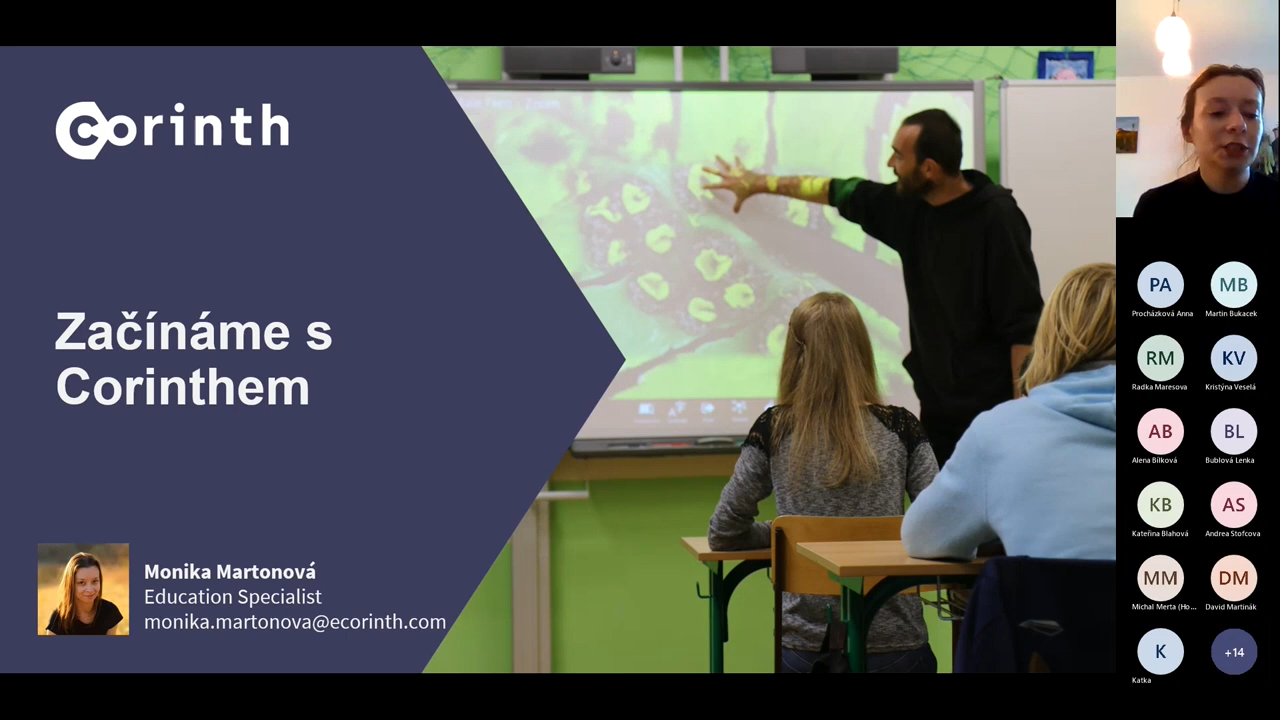 Corinth
Začínáme s
Corinthem
Monika Martonová
Education Specialist
monika.martonova@ecorinth.com
PA
MB
Procházková Anna
Martin Bukacek
RM
KV
Radka Maresova
Kristýna Veselá
AB
BL
Alena Bílková
Bublová Lenka
KB
AS
Kateřina Blahová
Andrea Stofcova
MM
DM
Michal Merta (Ho...
David Martinák
K
+14
Katka